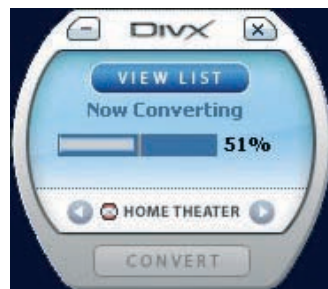 DIVX
VIEW LIST
Now Converting
51%
HOME THEATER
CONVERT